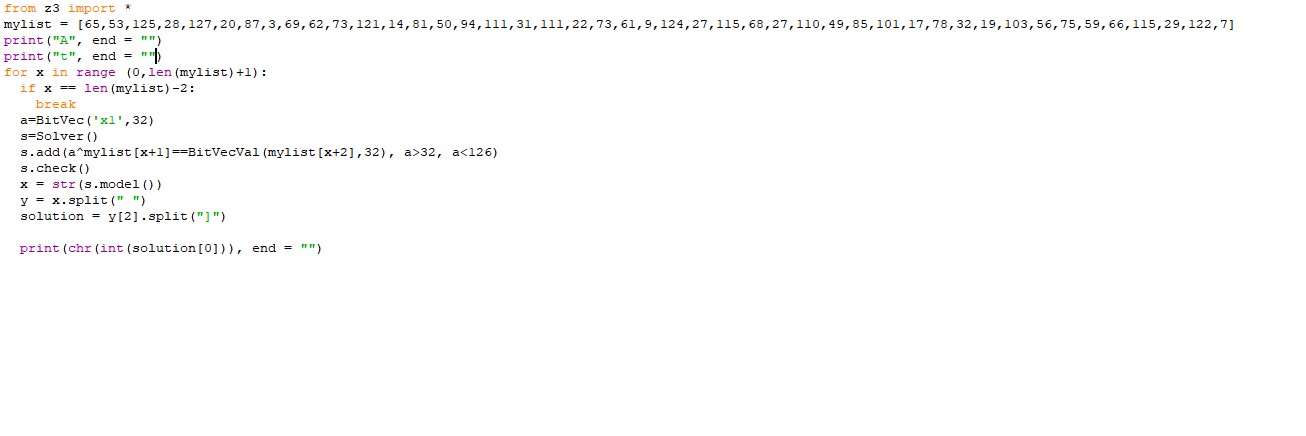 from z3 import *
mylist = [65,53,125,28,127,20,87,3,69,62,73,121,14,81,50,94,111,31,111,22,73,61,9,124,27,115,68,27,110,49,85,101,17,78,32,19,103,56,75,59,66,115,29,122,7]
print("A", end = "")
print("t", end = "")
for x in range (0,len(mylist)+1):
  if x == len(mylist)-2:
    break
  a=BitVec('x1',32)
  s=Solver()
  s.add(a^mylist[x+1]==BitVecVal(mylist[x+2],32), a>32, a<126)
  s.check()
  x = str(s.model())
  y = x.split(" ")
  solution = y[2].split("]")
  print(chr(int(solution[0])), end = "")